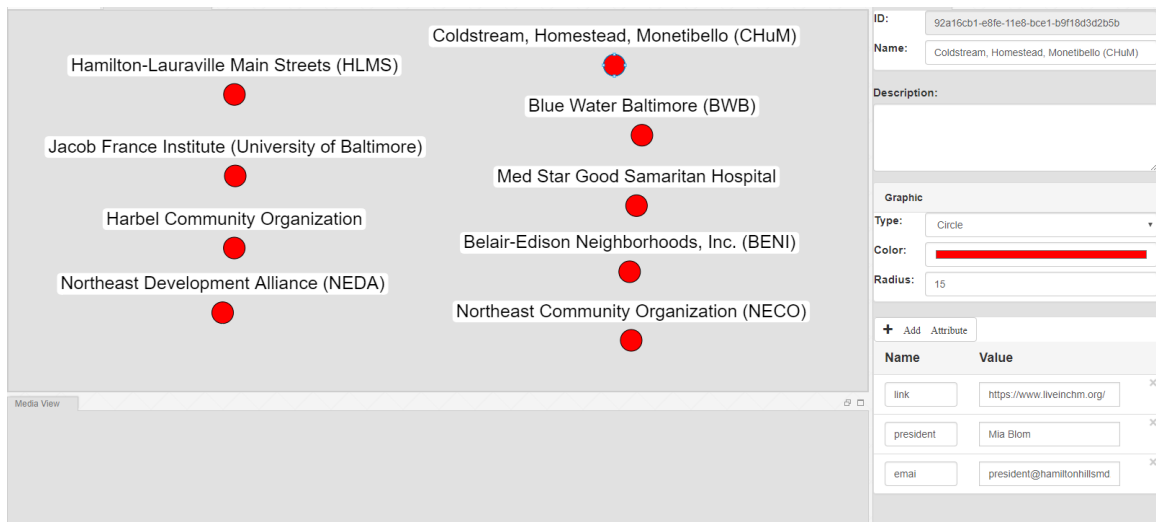 Coldstream, Homestead, Monetibello (CHuM)
Hamilton-Lauraville Main Streets (HLMS)
Blue Water Baltimore (BWB)
Jacob France Institute (University of Baltimore)
Med Star Good Samaritan Hospital
Harbel Community Organization
Belair-Edison Neighborhoods, Inc. (BENI)
Northeast Development Alliance (NEDA)
Northeast Community Organization (NECO)
Media View
ID: 92a16cb1-e8fe-11e8-bce1-b9f18d3d2b5b
Name: Coldstream, Homestead, Monetibello (CHuM)
Description:
Graphic
Type: Circle
Color:
Radius: 15
+ Add Attribute
Name Value
link https://www.liveinchm.org/
president Mia Blom
emai president@hamiltonhillsmd